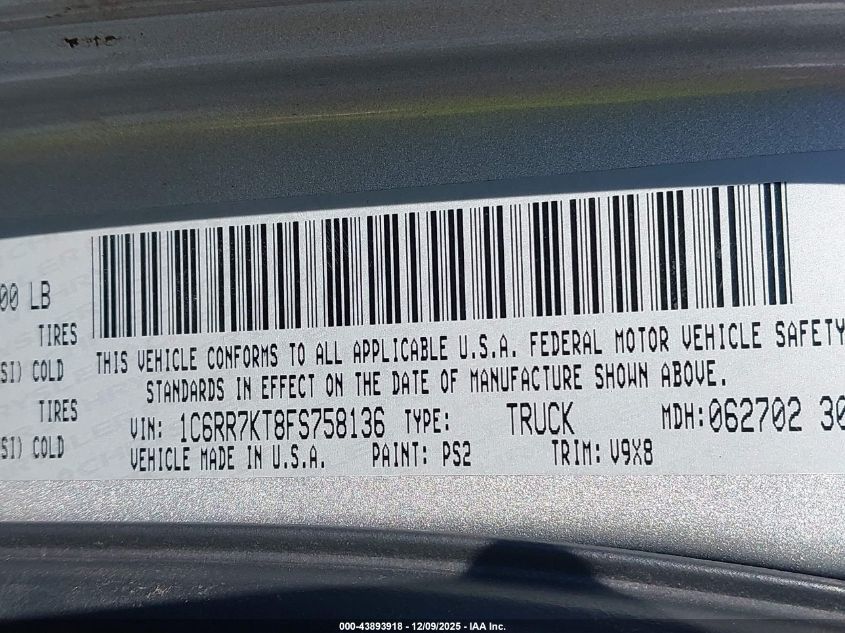 00 LB
TIRES
SI) COLD
TIRES
SI) COLD
THIS VEHICLE CONFORMS TO ALL APPLICABLE U.S.A. FEDERAL MOTOR VEHICLE SAFETY
STANDARDS IN EFFECT ON THE DATE OF MANUFACTURE SHOWN ABOVE.
VIN: 1C6RR7KT8FS758136 TYPE: TRUCK MDH:062702 30
VEHICLE MADE IN U.S.A. PAINT: PS2 TRIM: V9X8
000-43893918 - 12/09/2025 - IAA Inc.